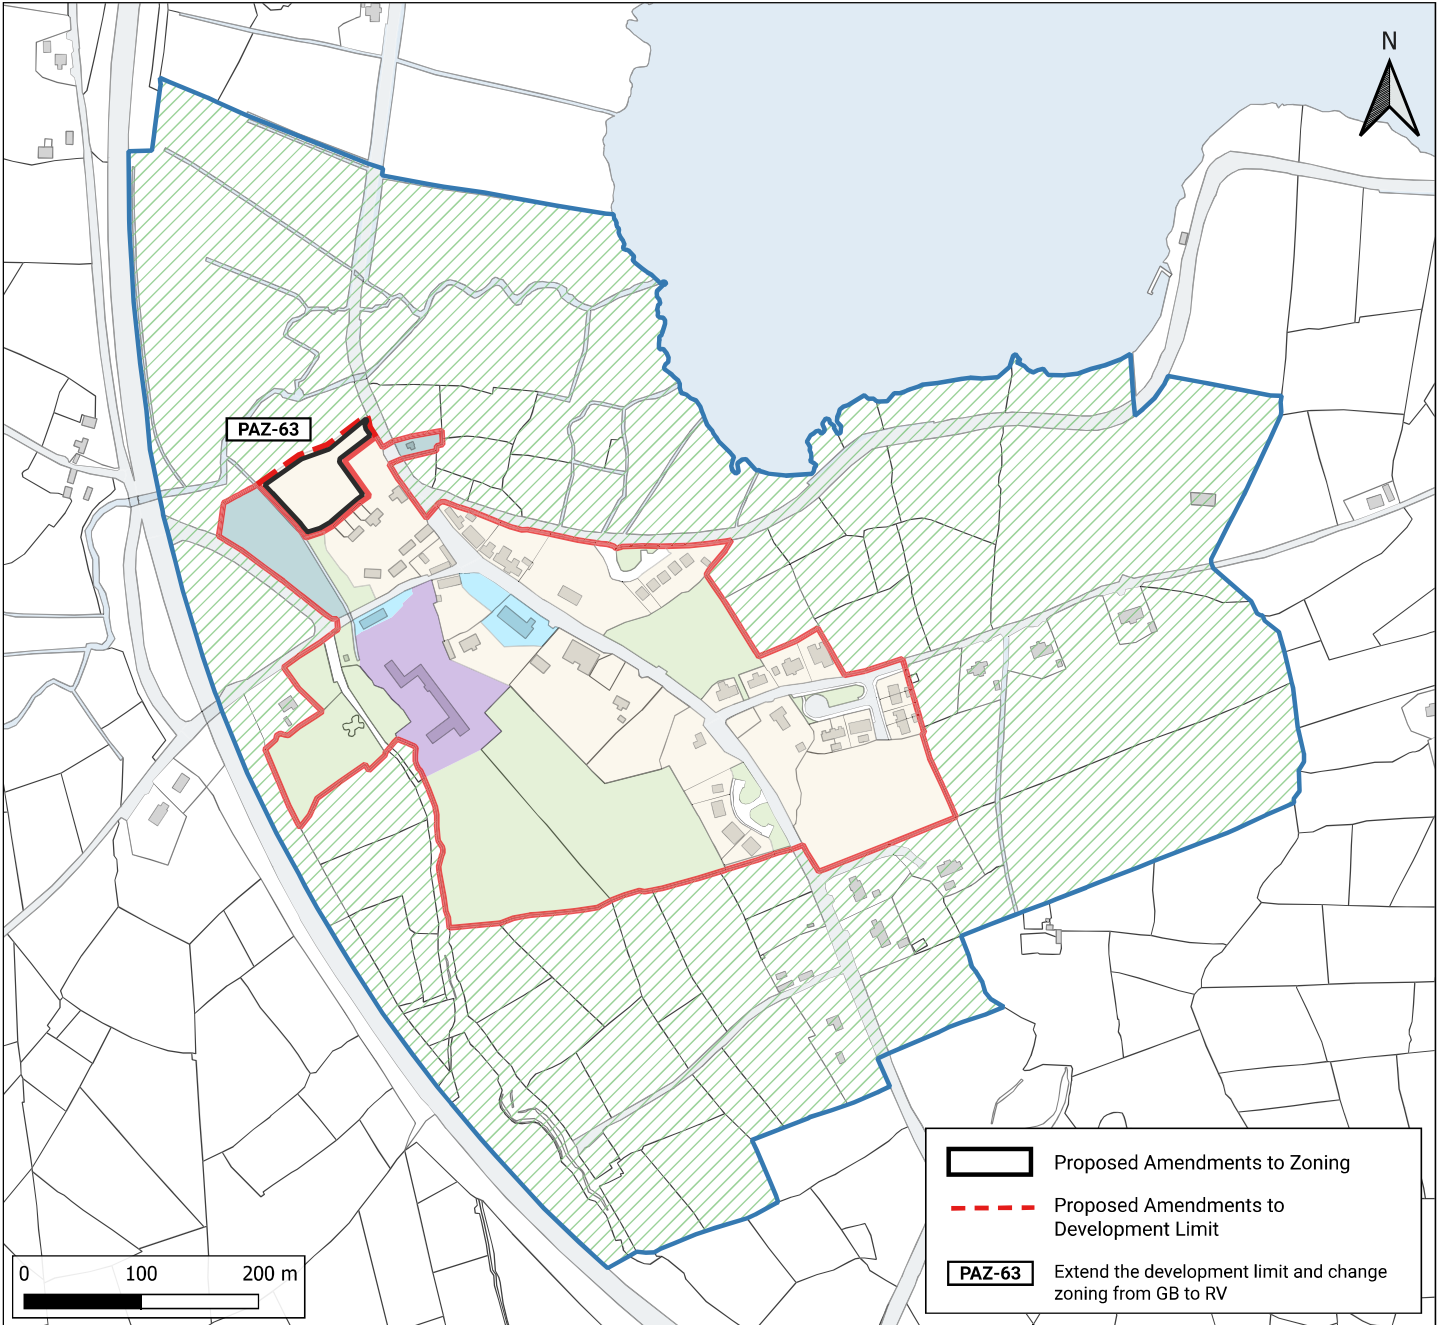 N
PAZ-63
Proposed Amendments to Zoning
Proposed Amendments to
Development Limit
PAZ-63
Extend the development limit and change
zoning from GB to RV
0 100 200 m